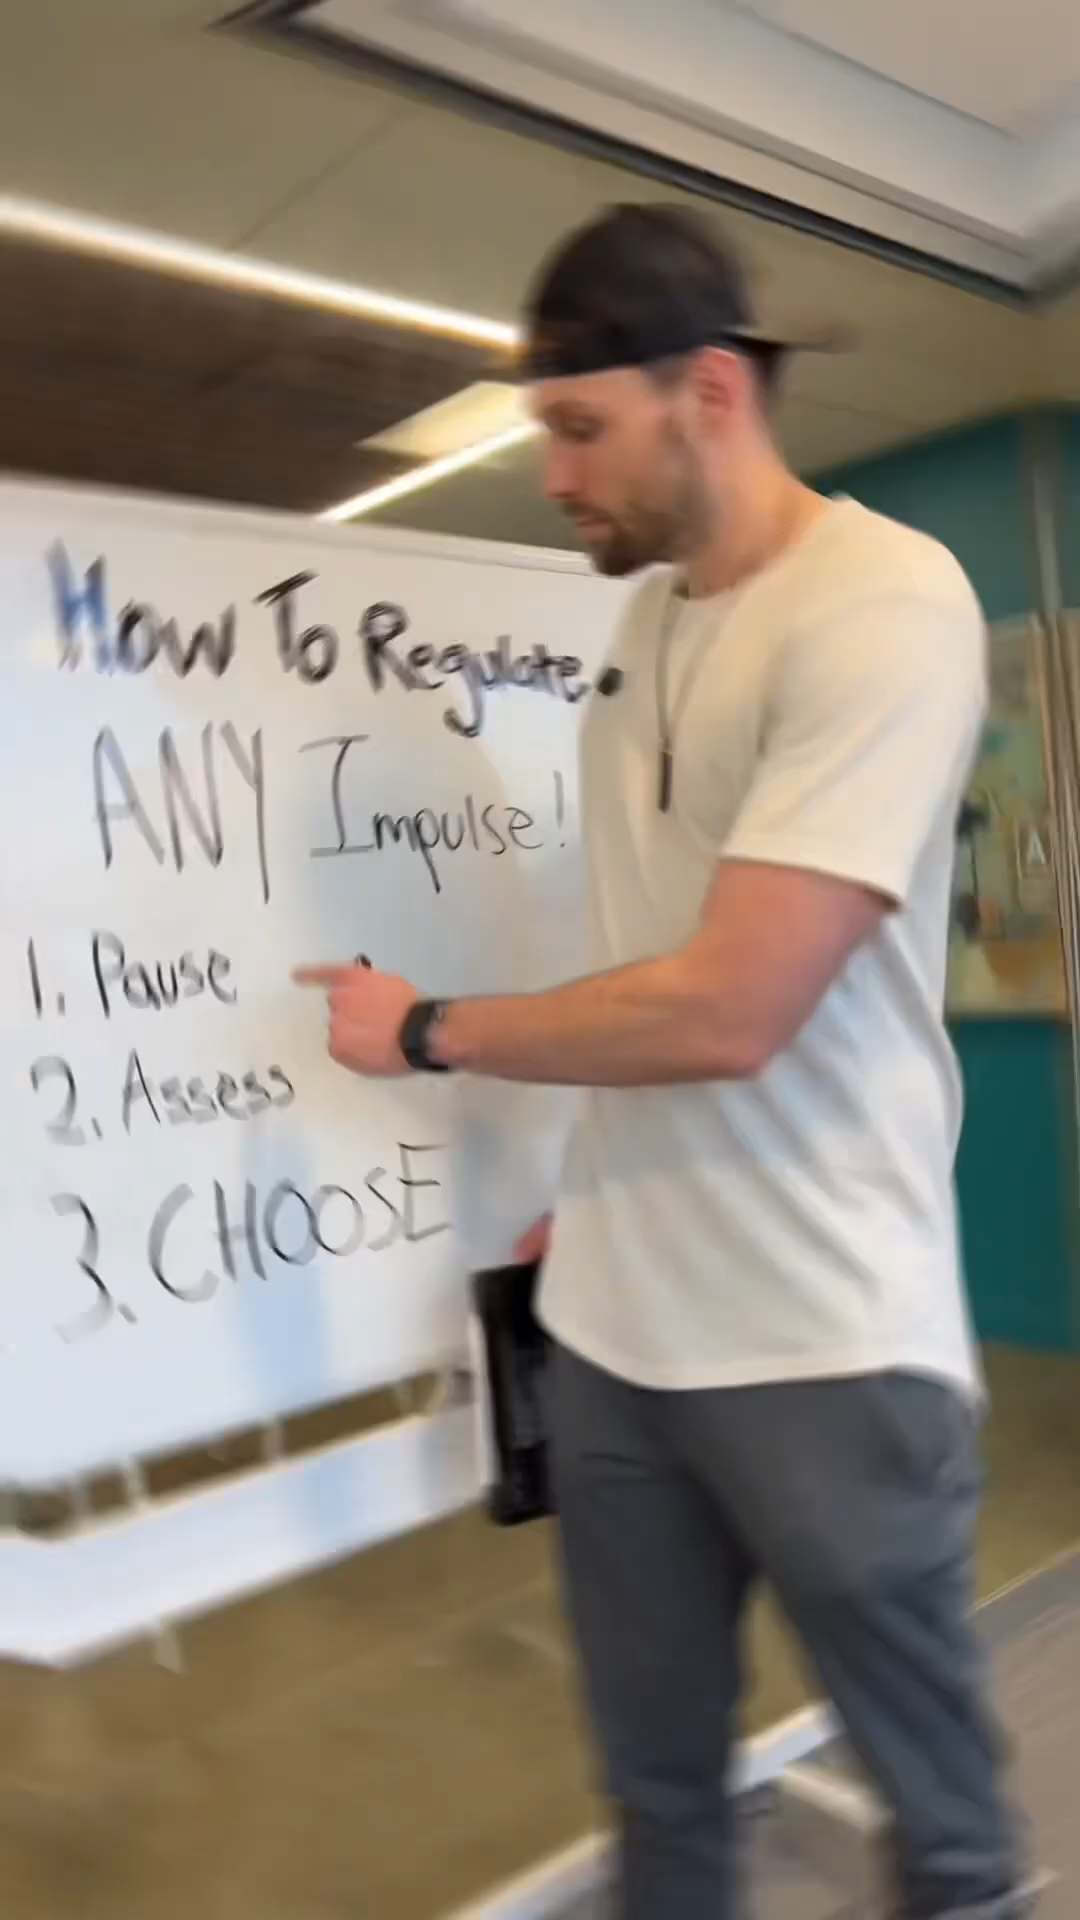 How To Regulate
ANY Impulse!
1. Pause
2. Assess
3. CHOOSE
A